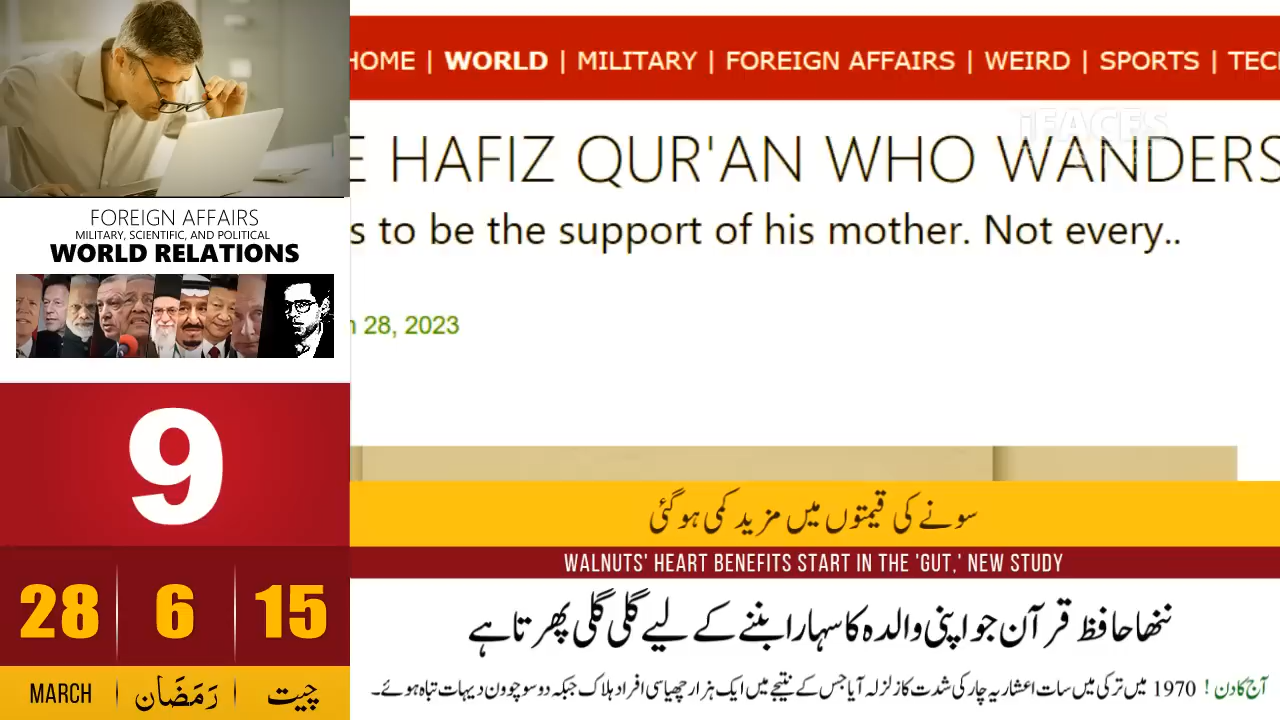 HOME | WORLD | MILITARY | FOREIGN AFFAIRS | WEIRD | SPORTS | TECH
iFACES
E HAFIZ QUR'AN WHO WANDERS
s to be the support of his mother. Not every..
28, 2023
FOREIGN AFFAIRS
MILITARY, SCIENTIFIC, AND POLITICAL
WORLD RELATIONS
9
28 6 15
MARCH رَمَضَان چیت
سونے کی قیمتوں میں مزید کمی ہوگئی
WALNUTS' HEART BENEFITS START IN THE 'GUT,' NEW STUDY
ننھا حافظ قرآن جو اپنی والدہ کا سہارا بننے کے لیے گلی گلی پھرتا ہے
آج کا دن ! 1970 میں ترکی میں سات اعشاریہ چار کی شدت کا زلزلہ آیا جس کے نتیجے میں ایک ہزار چھیاسی افراد ہلاک جبکہ دو سو چوون دیہات تباہ ہوئے۔